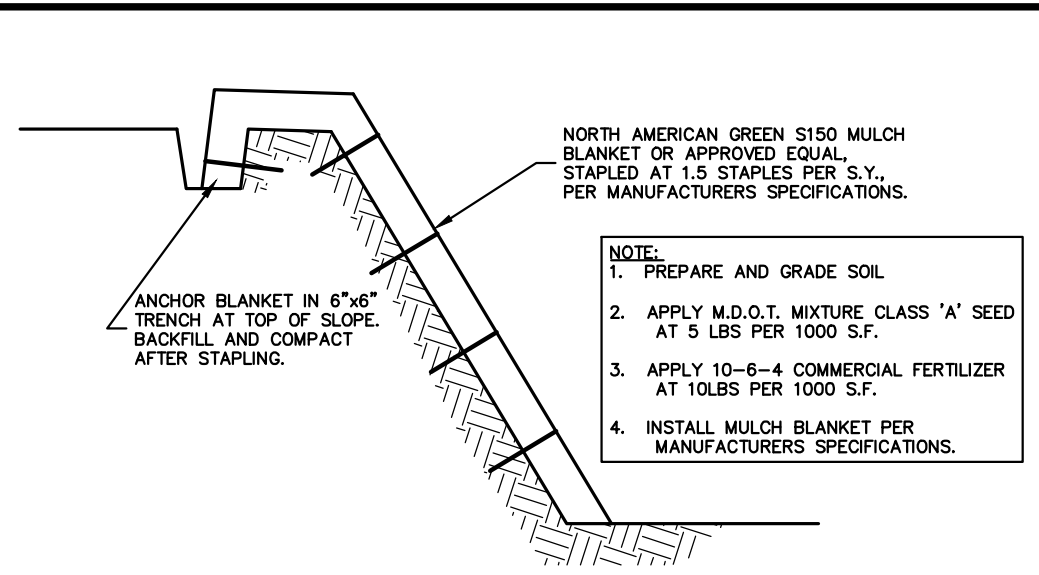 NORTH AMERICAN GREEN S150 MULCH
BLANKET OR APPROVED EQUAL,
STAPLED AT 1.5 STAPLES PER S.Y.,
PER MANUFACTURERS SPECIFICATIONS.
ANCHOR BLANKET IN 6"x6"
TRENCH AT TOP OF SLOPE.
BACKFILL AND COMPACT
AFTER STAPLING.
NOTE:
1. PREPARE AND GRADE SOIL
2. APPLY M.D.O.T. MIXTURE CLASS 'A' SEED
AT 5 LBS PER 1000 S.F.
3. APPLY 10-6-4 COMMERCIAL FERTILIZER
AT 10LBS PER 1000 S.F.
4. INSTALL MULCH BLANKET PER
MANUFACTURERS SPECIFICATIONS.